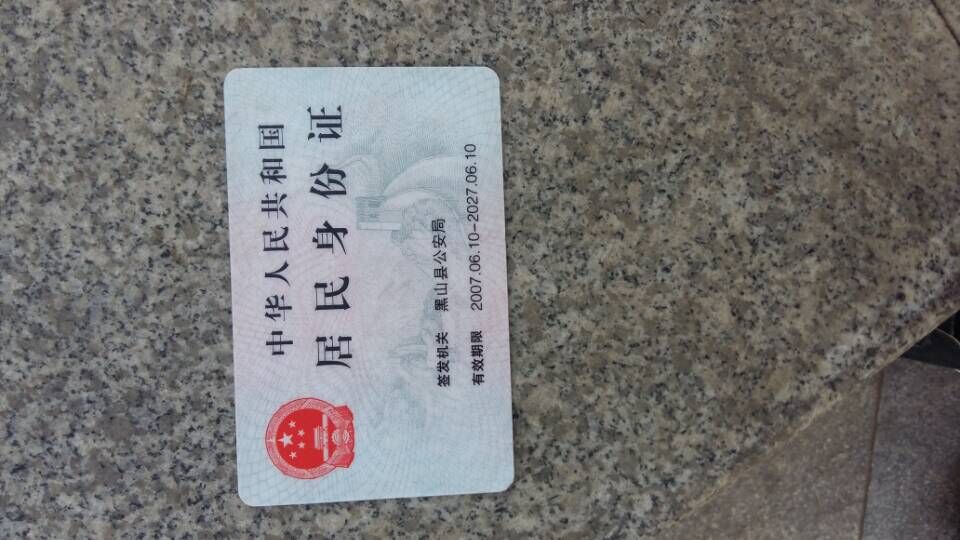 中华人民共和国
居民身份证
签发机关 黑山县公安局
有效期限 2007.06.10-2027.06.10